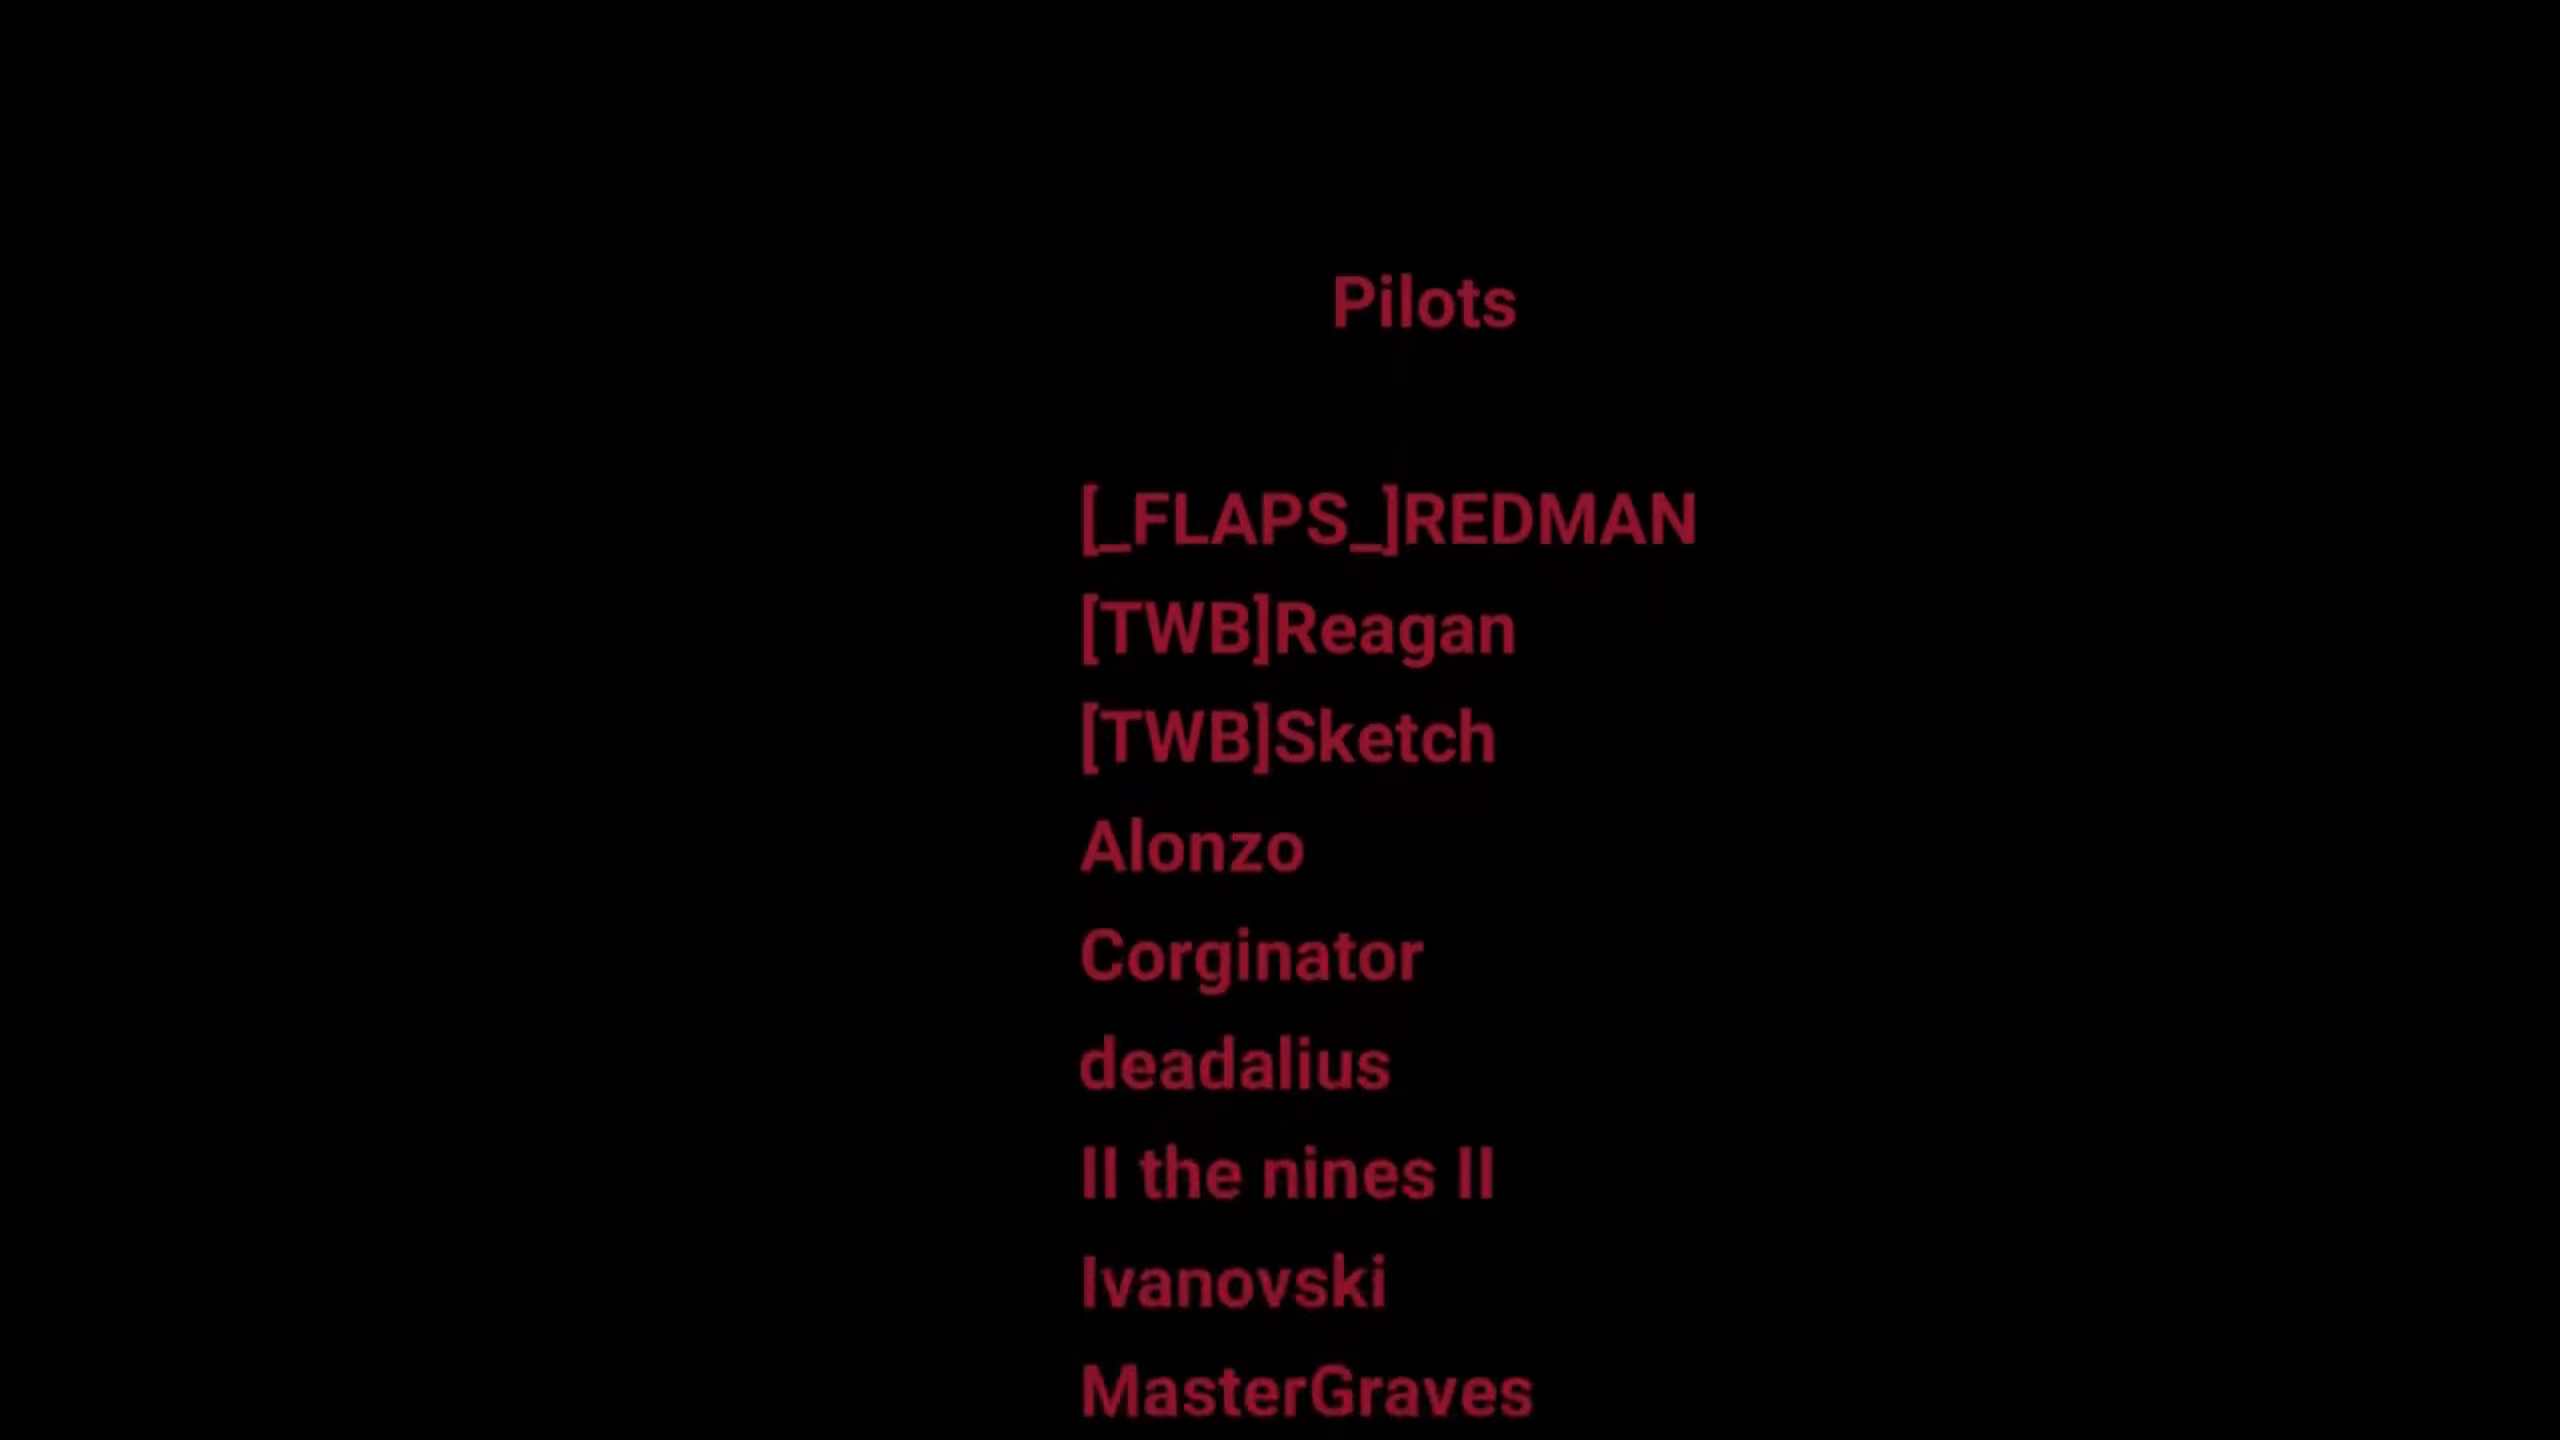 Pilots
[_FLAPS_]REDMAN
[TWB]Reagan
[TWB]Sketch
Alonzo
Corginator
deadalius
II the nines II
Ivanovski
MasterGraves